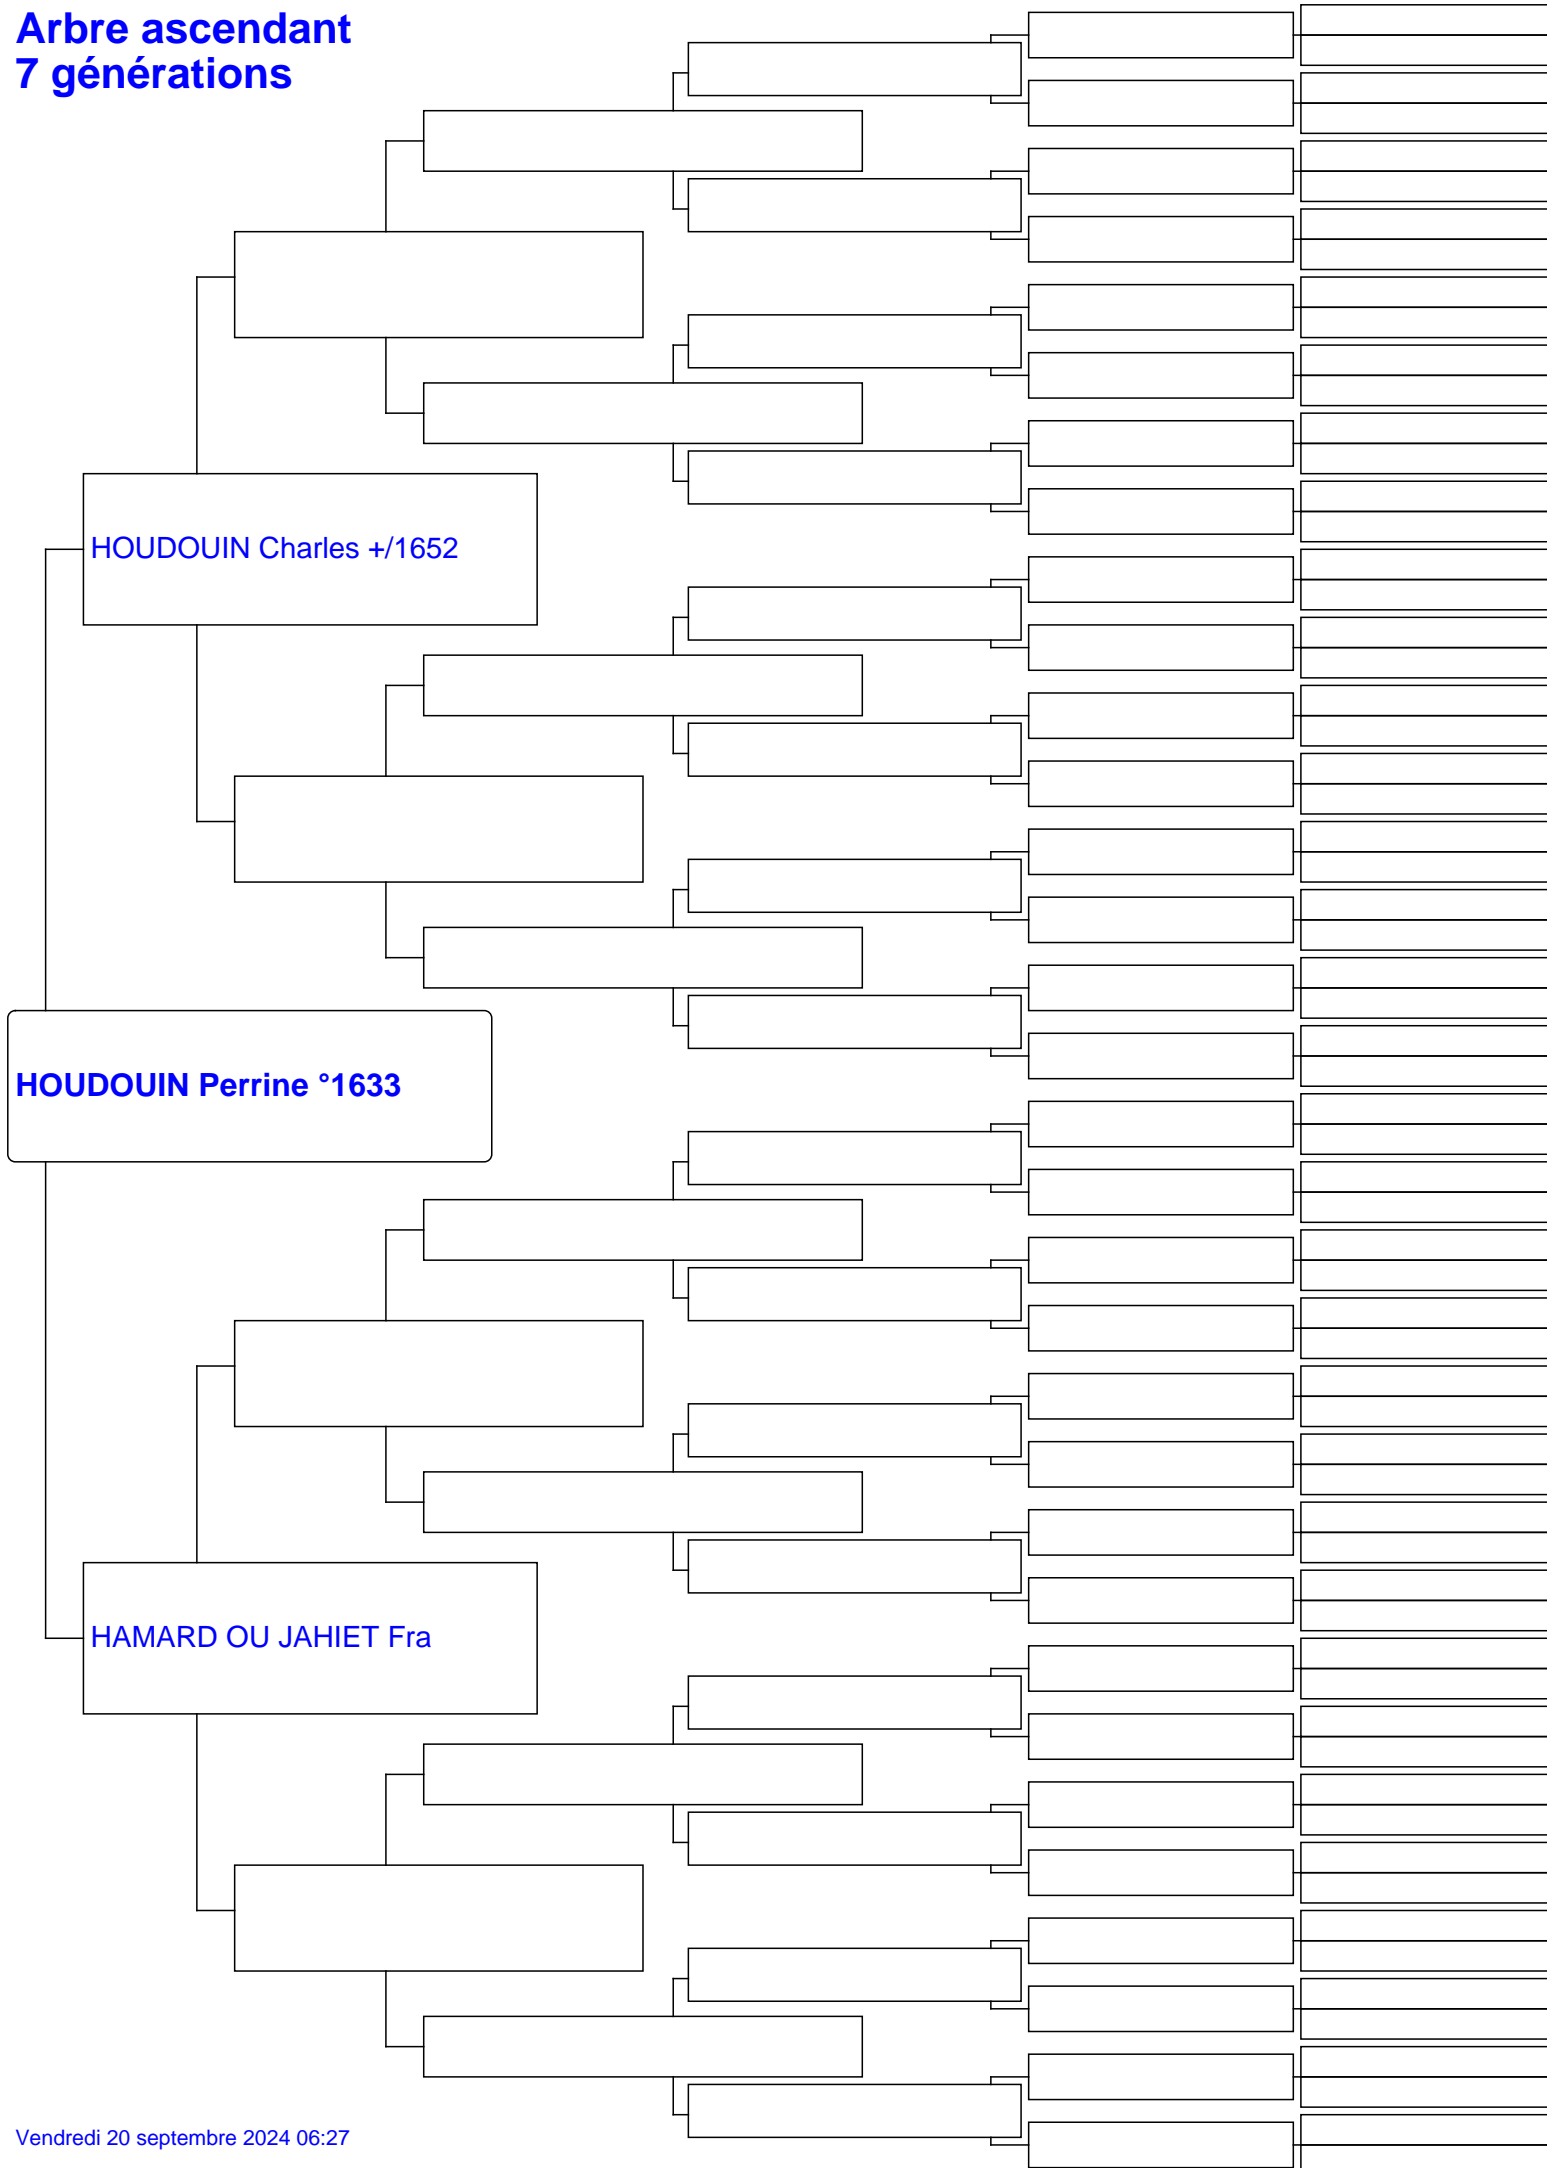 Arbre ascendant
7 générations
HOUDOUIN Charles +/1652
HOUDOUIN Perrine °1633
HAMARD OU JAHIET Fra
Vendredi 20 septembre 2024 06:27